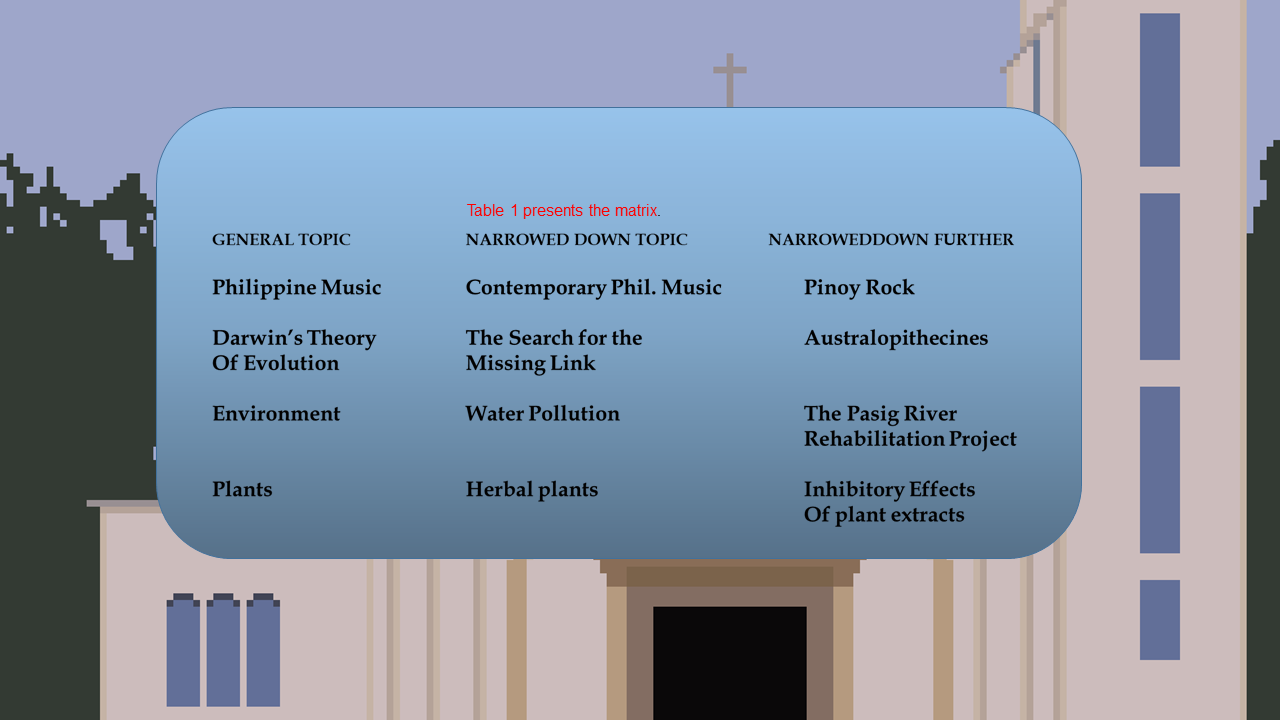 Table 1 presents the matrix.
GENERAL TOPIC NARROWED DOWN TOPIC NARROWEDDOWN FURTHER
Philippine Music Contemporary Phil. Music Pinoy Rock
Darwin’s Theory The Search for the Australopithecines
Of Evolution Missing Link
Environment Water Pollution The Pasig River
Rehabilitation Project
Plants Herbal plants Inhibitory Effects
Of plant extracts